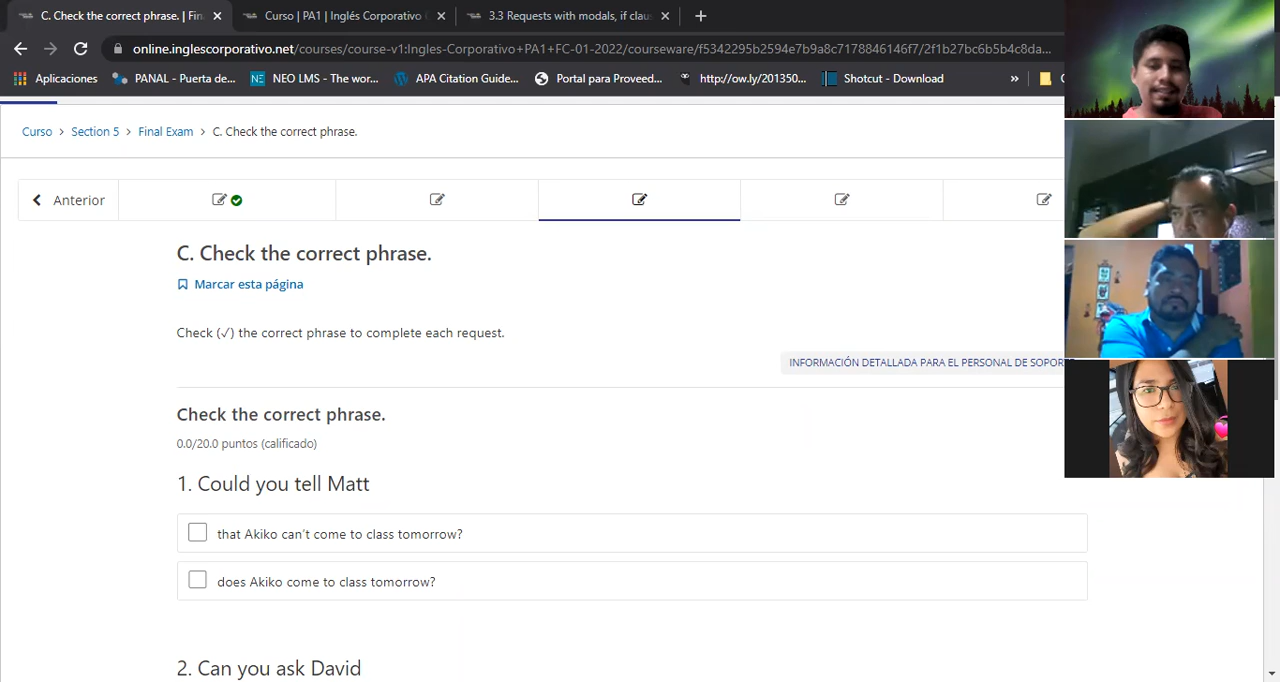 C. Check the correct phrase. | Fin
Curso | PA1 | Inglés Corporativo
3.3 Requests with modals, if clau
online.inglescorporativo.net/courses/course-v1:Ingles-Corporativo+PA1+FC-01-2022/courseware/f5342295b2594e7b9a8c7178846146f7/2f1b27bc6b5b4c8da...
Aplicaciones PANAL - Puerta de... NEO LMS - The wor... APA Citation Guide... Portal para Proveed... http://ow.ly/201350... Shotcut - Download »
Curso > Section 5 > Final Exam > C. Check the correct phrase.
Anterior
C. Check the correct phrase.
Marcar esta página
Check (✓) the correct phrase to complete each request.
INFORMACIÓN DETALLADA PARA EL PERSONAL DE SOPORT
Check the correct phrase.
0.0/20.0 puntos (calificado)
1. Could you tell Matt
that Akiko can't come to class tomorrow?
does Akiko come to class tomorrow?
2. Can you ask David